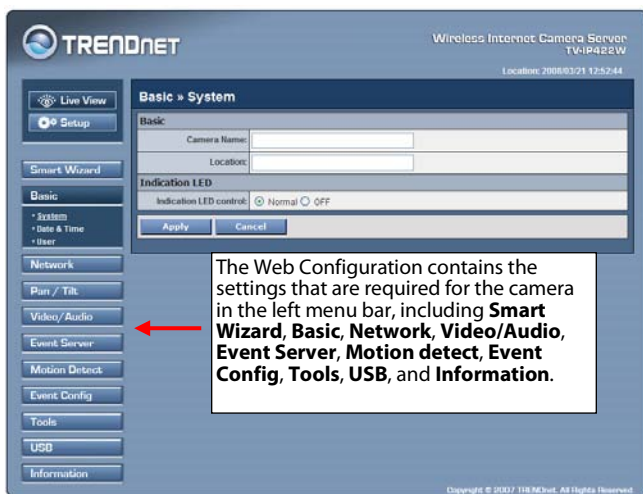 TRENDNET
Wireless Internet Camera Server
TV-IP422W
Location: 2008/03/21 12:52:44
Live View
Setup
Smart Wizard
Basic
• System
• Date & Time
• User
Network
Pan / Tilt
Video/Audio
Event Server
Motion Detect
Event Config
Tools
USB
Information
Basic » System
Basic
Camera Name:
Location:
Indication LED
Indication LED control: Normal OFF
Apply Cancel
The Web Configuration contains the
settings that are required for the camera
in the left menu bar, including Smart
Wizard, Basic, Network, Video/Audio,
Event Server, Motion detect, Event
Config, Tools, USB, and Information.
Copyright © 2007 TRENDnet. All Rights Reserved.